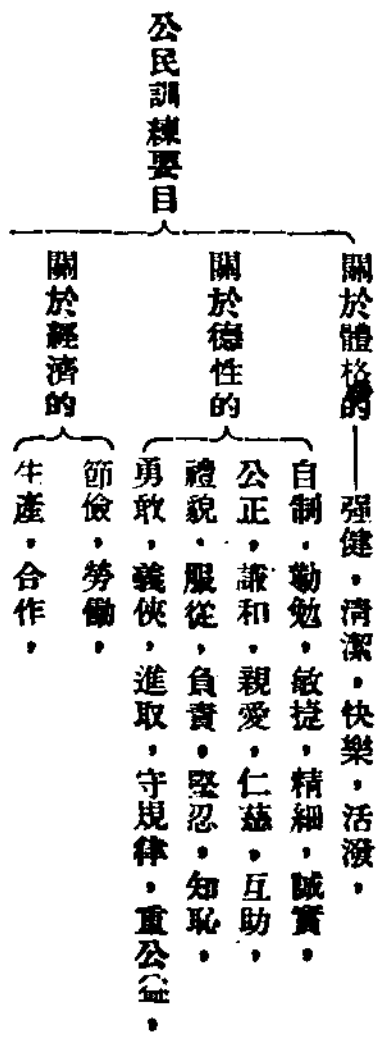 公民訓練要目
關於體格的——强健，清潔，快樂，活潑，
關於德性的
自制，勤勉，敏捷，精細，誠實，
公正，謙和，親愛，仁慈，互助，
禮貌，服從，負責，堅忍，知恥，
勇敢，義俠，進取，守規律，重公益，
關於經濟的
節儉，勞働，
生產，合作，